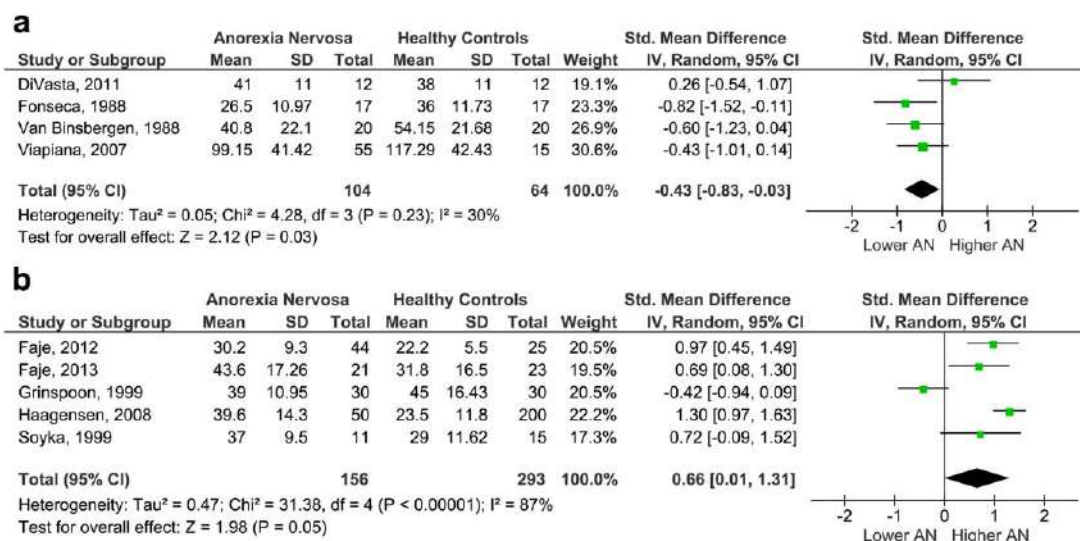 a
Anorexia Nervosa Healthy Controls Std. Mean Difference Std. Mean Difference
Study or Subgroup Mean SD Total Mean SD Total Weight IV, Random, 95% CI IV, Random, 95% CI
DiVasta, 2011 41 11 12 38 11 12 19.1% 0.26 [-0.54, 1.07]
Fonseca, 1988 26.5 10.97 17 36 11.73 17 23.3% -0.82 [-1.52, -0.11]
Van Binsbergen, 1988 40.8 22.1 20 54.15 21.68 20 26.9% -0.60 [-1.23, 0.04]
Viapiana, 2007 99.15 41.42 55 117.29 42.43 15 30.6% -0.43 [-1.01, 0.14]
Total (95% CI) 104 64 100.0% -0.43 [-0.83, -0.03]
Heterogeneity: Tau² = 0.05; Chi² = 4.28, df = 3 (P = 0.23); I² = 30%
Test for overall effect: Z = 2.12 (P = 0.03)
-2 -1 0 1 2
Lower AN Higher AN
b
Anorexia Nervosa Healthy Controls Std. Mean Difference Std. Mean Difference
Study or Subgroup Mean SD Total Mean SD Total Weight IV, Random, 95% CI IV, Random, 95% CI
Faje, 2012 30.2 9.3 44 22.2 5.5 25 20.5% 0.97 [0.45, 1.49]
Faje, 2013 43.6 17.26 21 31.8 16.5 23 19.5% 0.69 [0.08, 1.30]
Grinspoon, 1999 39 10.95 30 45 16.43 30 20.5% -0.42 [-0.94, 0.09]
Haagensen, 2008 39.6 14.3 50 23.5 11.8 200 22.2% 1.30 [0.97, 1.63]
Soyka, 1999 37 9.5 11 29 11.62 15 17.3% 0.72 [-0.09, 1.52]
Total (95% CI) 156 293 100.0% 0.66 [0.01, 1.31]
Heterogeneity: Tau² = 0.47; Chi² = 31.38, df = 4 (P < 0.00001); I² = 87%
Test for overall effect: Z = 1.98 (P = 0.05)
-2 -1 0 1 2
Lower AN Higher AN